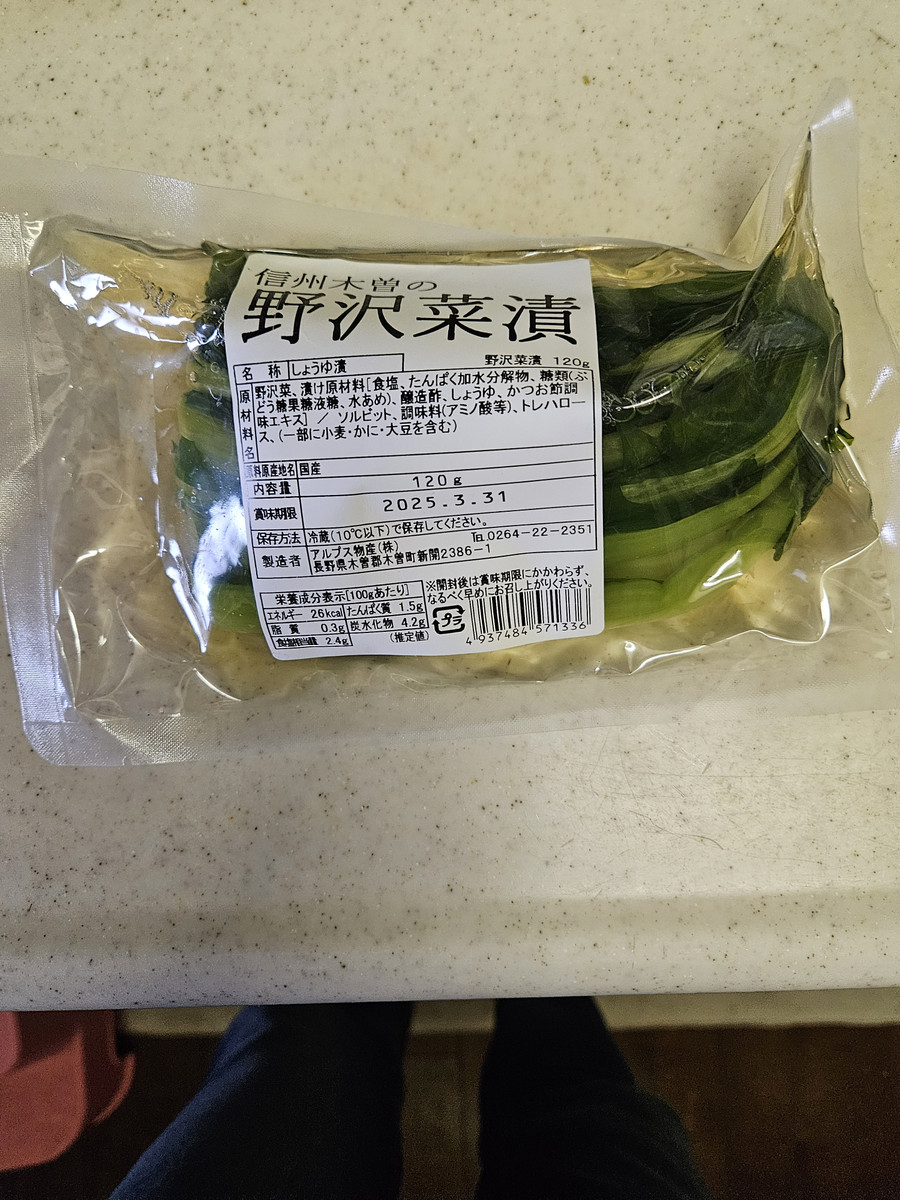 信州木曽の
野沢菜漬
野沢菜漬 120g
名 称 しょうゆ漬
原材料名 野沢菜、漬け原材料[食塩、たんぱく加水分解物、糖類(ぶ
どう糖果糖液糖、水あめ)、醸造酢、しょうゆ、かつお節調
味エキス] / ソルビット、調味料(アミノ酸等)、トレハロー
ス、(一部に小麦・かに・大豆を含む)
原料原産地名 国産
内容量 120g
賞味期限 2025.3.31
保存方法 冷蔵(10℃以下)で保存してください。
製造者 アルプス物産(株) ℡0264-22-2351
長野県木曽郡木曽町新開2386-1
栄養成分表示[100gあたり]
エネルギー 26kcal たんぱく質 1.5g
脂 質 0.3g 炭水化物 4.2g
食塩相当量 2.4g (推定値)
※開封後は賞味期限にかかわらず、
なるべく早めにお召し上がりください。
プラ
4 937484 571336